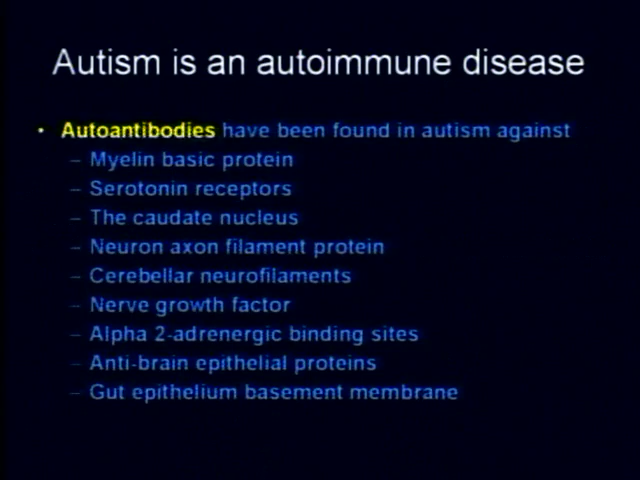 Autism is an autoimmune disease
• Autoantibodies have been found in autism against
– Myelin basic protein
– Serotonin receptors
– The caudate nucleus
– Neuron axon filament protein
– Cerebellar neurofilaments
– Nerve growth factor
– Alpha 2-adrenergic binding sites
– Anti-brain epithelial proteins
– Gut epithelium basement membrane